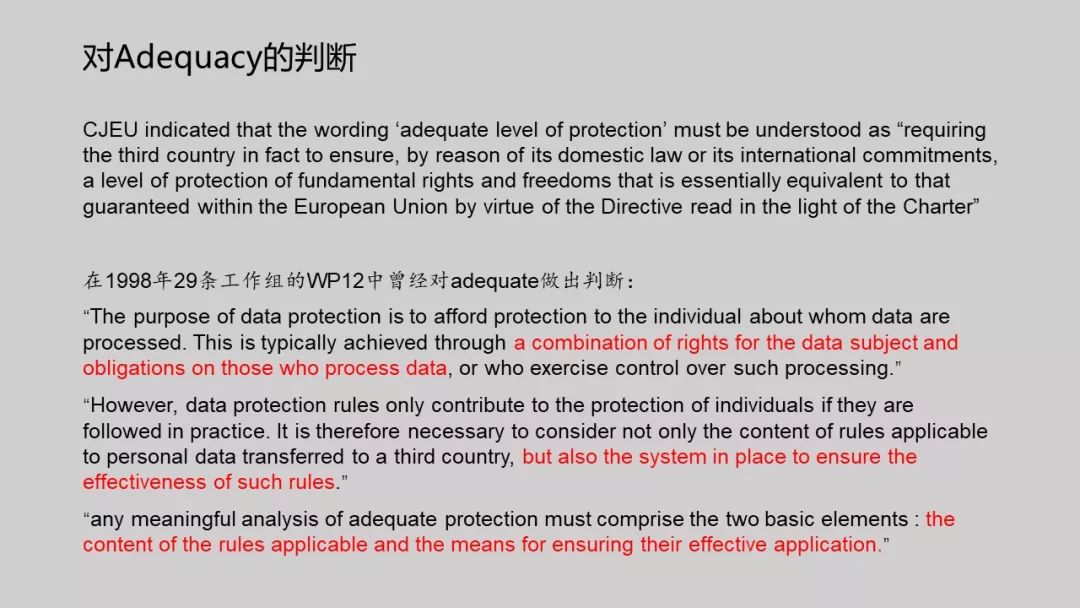 对Adequacy的判断
CJEU indicated that the wording ‘adequate level of protection’ must be understood as “requiring
the third country in fact to ensure, by reason of its domestic law or its international commitments,
a level of protection of fundamental rights and freedoms that is essentially equivalent to that
guaranteed within the European Union by virtue of the Directive read in the light of the Charter”
在1998年29条工作组的WP12中曾经对adequate做出判断：
“The purpose of data protection is to afford protection to the individual about whom data are
processed. This is typically achieved through a combination of rights for the data subject and
obligations on those who process data, or who exercise control over such processing.”
“However, data protection rules only contribute to the protection of individuals if they are
followed in practice. It is therefore necessary to consider not only the content of rules applicable
to personal data transferred to a third country, but also the system in place to ensure the
effectiveness of such rules.”
“any meaningful analysis of adequate protection must comprise the two basic elements : the
content of the rules applicable and the means for ensuring their effective application.”